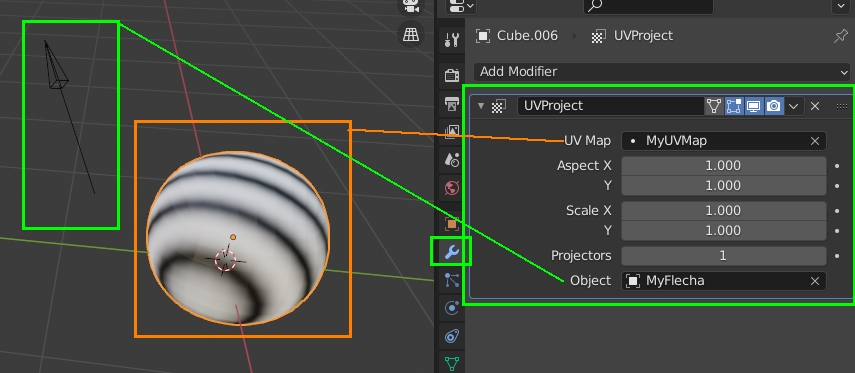 Cube.006 UVProject
Add Modifier
UVProject
UV Map MyUVMap
Aspect X 1.000
Y 1.000
Scale X 1.000
Y 1.000
Projectors 1
Object MyFlecha